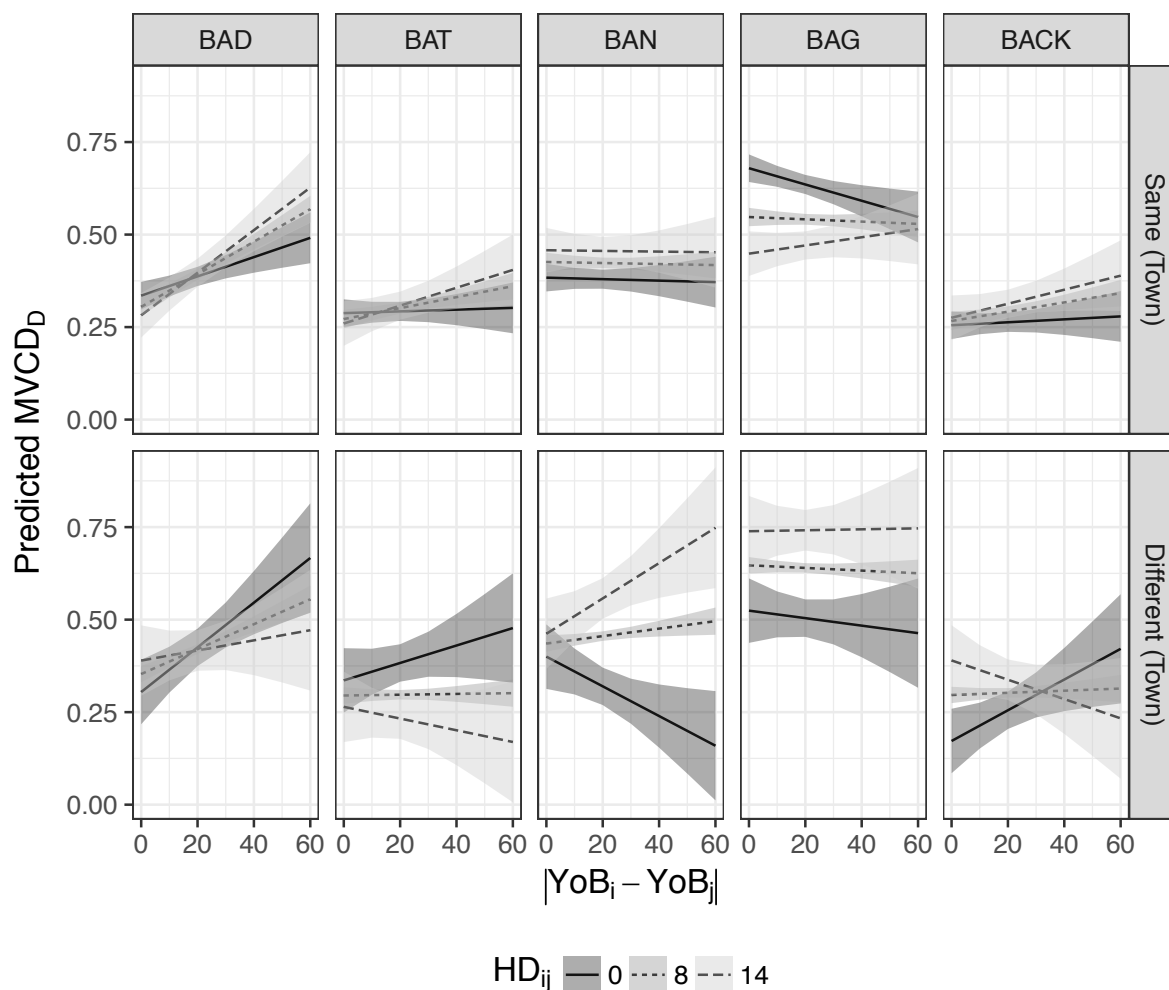 BAD BAT BAN BAG BACK
Predicted MVCD_D
0.75
0.50
0.25
0.00
Same (Town)
0.75
0.50
0.25
0.00
Different (Town)
0 20 40 60 0 20 40 60 0 20 40 60 0 20 40 60 0 20 40 60
|YoB_i − YoB_j|
HD_ij 0 8 14